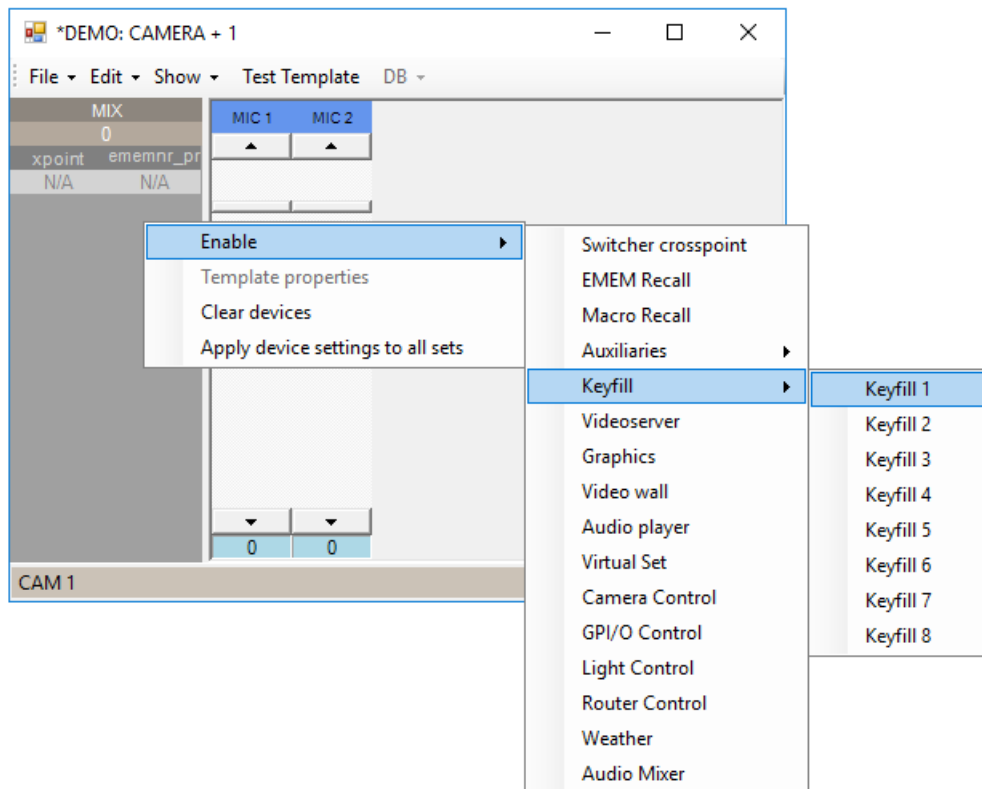 *DEMO: CAMERA + 1
File Edit Show Test Template DB
MIX
0
xpoint ememnr_pr
N/A N/A
MIC 1 MIC 2
Enable
Template properties
Clear devices
Apply device settings to all sets
Switcher crosspoint
EMEM Recall
Macro Recall
Auxiliaries
Keyfill
Videoserver
Graphics
Video wall
Audio player
Virtual Set
Camera Control
GPI/O Control
Light Control
Router Control
Weather
Audio Mixer
Keyfill 1
Keyfill 2
Keyfill 3
Keyfill 4
Keyfill 5
Keyfill 6
Keyfill 7
Keyfill 8
0 0
CAM 1